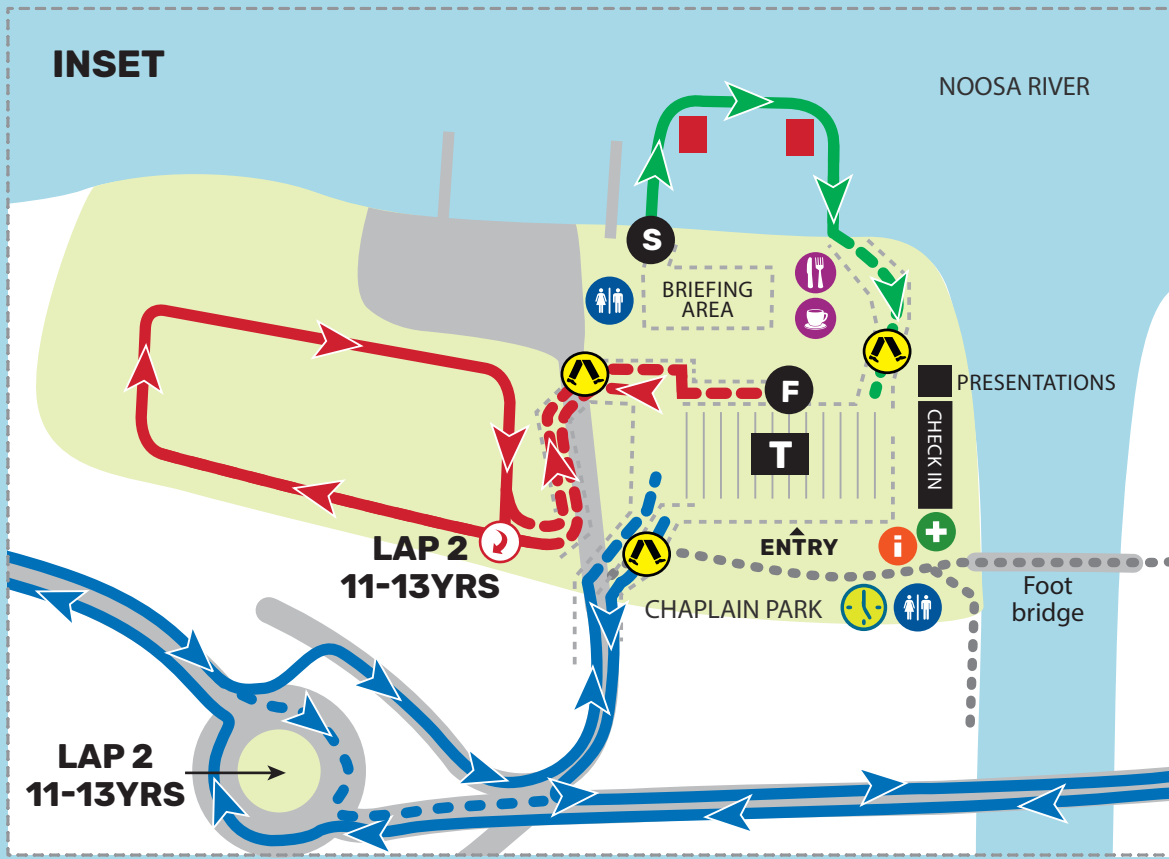 INSET
NOOSA RIVER
S
BRIEFING
AREA
F
PRESENTATIONS
CHECK IN
T
LAP 2
11-13YRS
ENTRY
i
CHAPLAIN PARK
Foot
bridge
LAP 2
11-13YRS